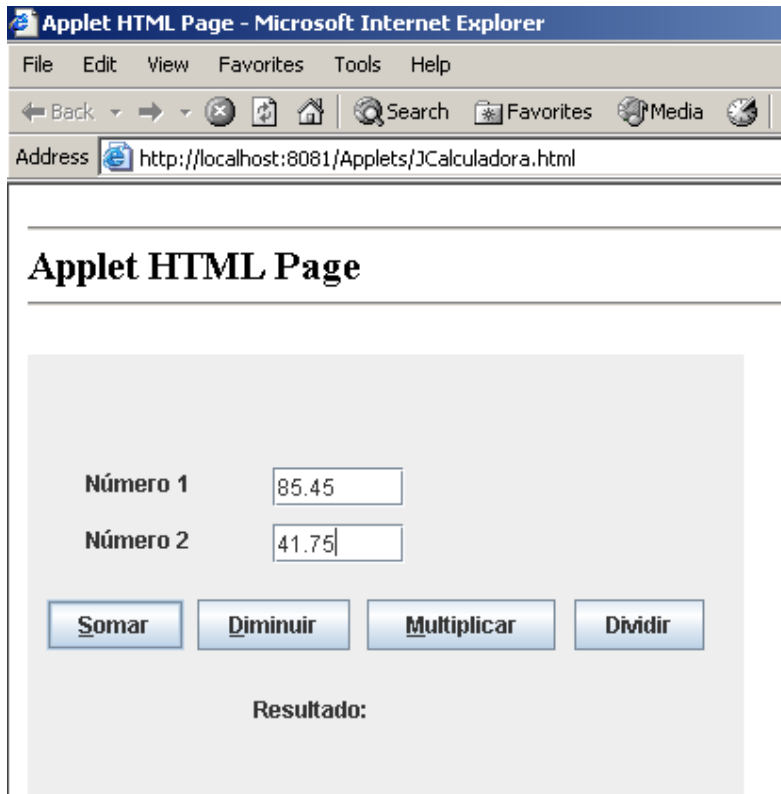 Applet HTML Page - Microsoft Internet Explorer
File Edit View Favorites Tools Help
Back Search Favorites Media
Address http://localhost:8081/Applets/JCalculadora.html
Applet HTML Page
Número 1 85.45
Número 2 41.75
Somar Diminuir Multiplicar Dividir
Resultado: